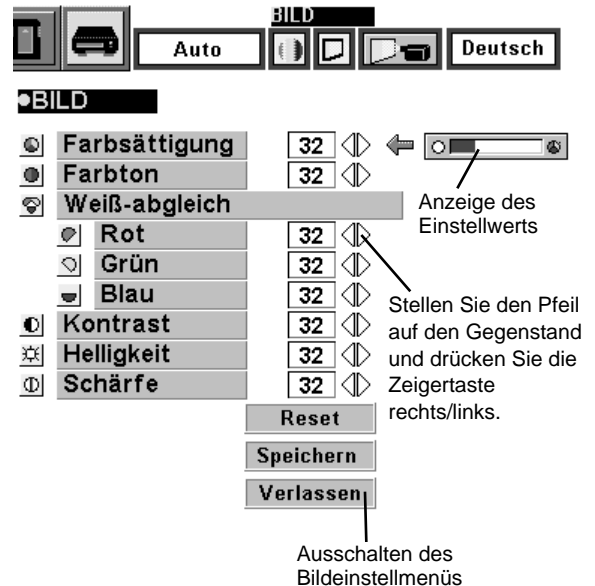 BILD
Auto
Deutsch
●BILD
Farbsättigung 32
Farbton 32
Anzeige des
Einstellwerts
Weiß-abgleich
Rot 32
Grün 32
Blau 32
Stellen Sie den Pfeil
auf den Gegenstand
und drücken Sie die
Zeigertaste
rechts/links.
Kontrast 32
Helligkeit 32
Schärfe 32
Reset
Speichern
Verlassen
Ausschalten des
Bildeinstellmenüs